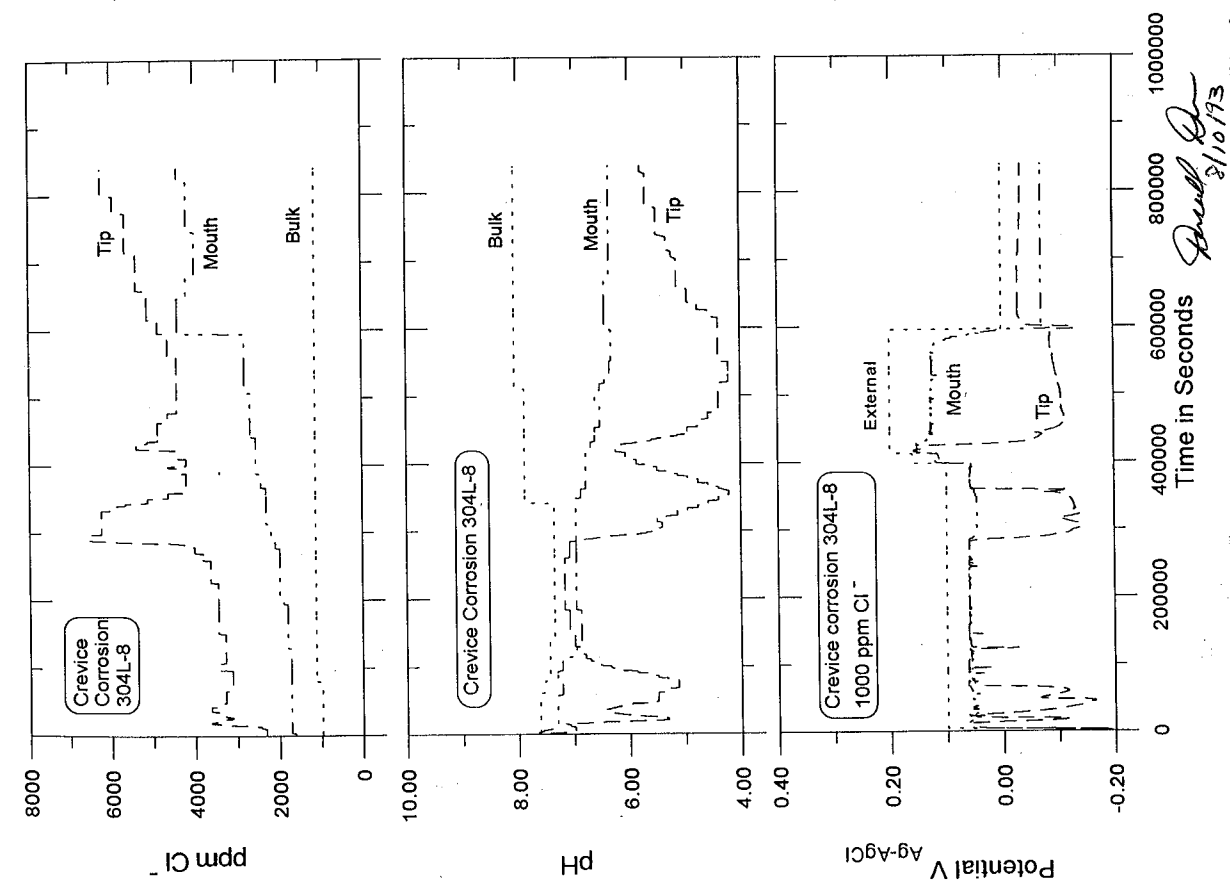 8000
6000
4000
2000
0
ppm Cl⁻
Crevice
Corrosion
304L-8
Tip
Mouth
Bulk
10.00
8.00
6.00
4.00
pH
Crevice Corrosion 304L-8
Bulk
Mouth
Tip
0.40
0.20
0.00
-0.20
Potential V Ag-AgCl
Crevice corrosion 304L-8
1000 ppm Cl⁻
External
Mouth
Tip
0
200000
400000
600000
800000
1000000
Time in Seconds
8/10/93